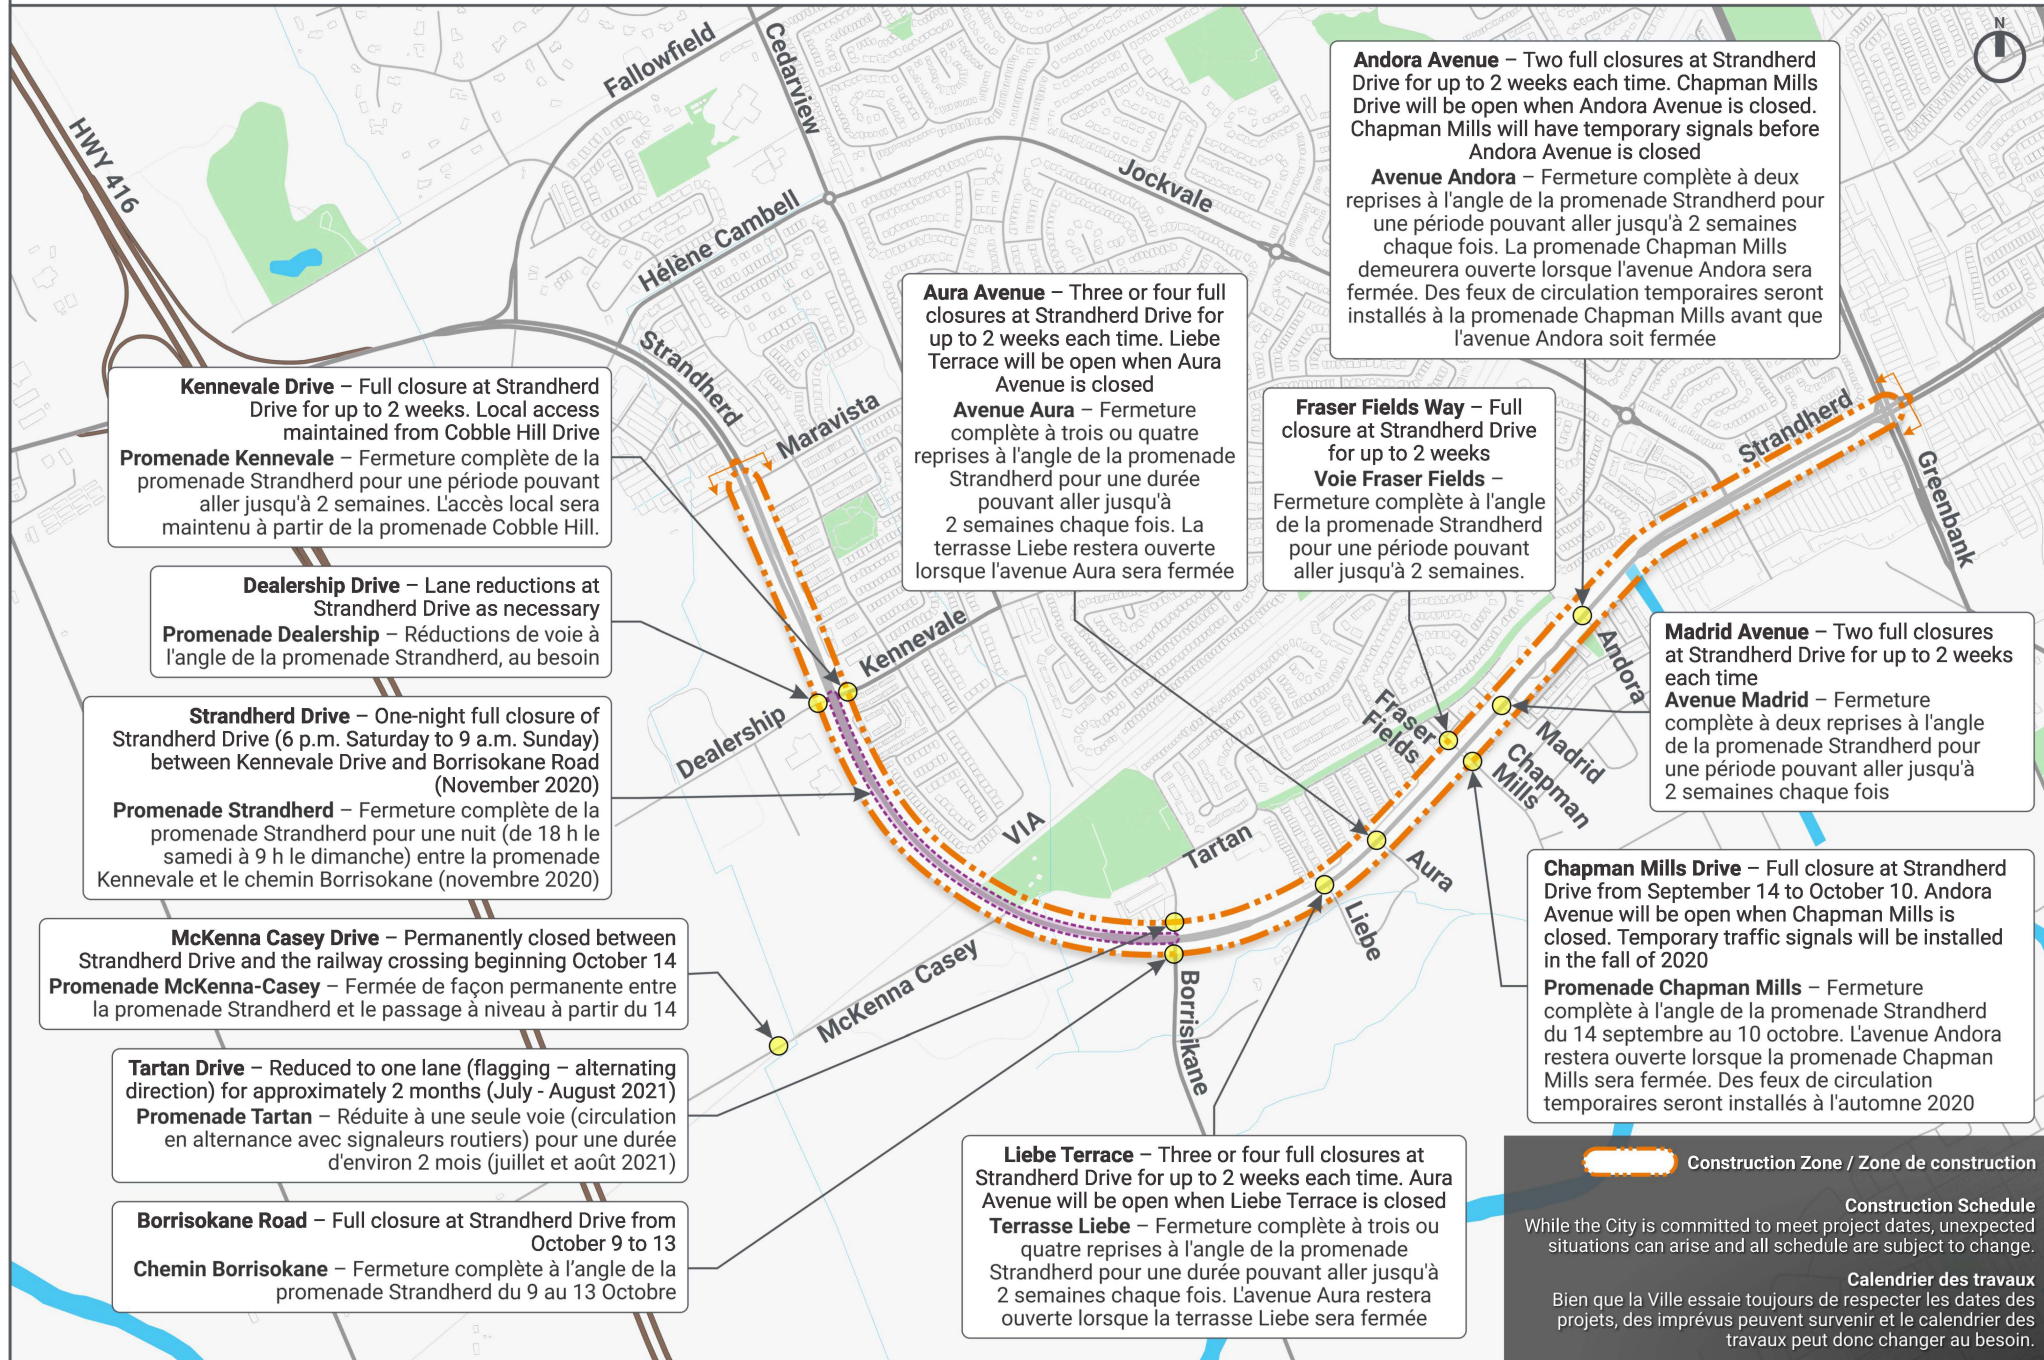 N
Fallowfield
Cedarview
HWY 416
Jockvale
Hélène Cambell
Strandherd
Maravista
Andora Avenue – Two full closures at Strandherd
Drive for up to 2 weeks each time. Chapman Mills
Drive will be open when Andora Avenue is closed.
Chapman Mills will have temporary signals before
Andora Avenue is closed
Avenue Andora – Fermeture complète à deux
reprises à l'angle de la promenade Strandherd pour
une période pouvant aller jusqu'à 2 semaines
chaque fois. La promenade Chapman Mills
demeurera ouverte lorsque l'avenue Andora sera
fermée. Des feux de circulation temporaires seront
installés à la promenade Chapman Mills avant que
l'avenue Andora soit fermée
Aura Avenue – Three or four full
closures at Strandherd Drive for
up to 2 weeks each time. Liebe
Terrace will be open when Aura
Avenue is closed
Avenue Aura – Fermeture
complète à trois ou quatre
reprises à l'angle de la promenade
Strandherd pour une durée
pouvant aller jusqu'à
2 semaines chaque fois. La
terrasse Liebe restera ouverte
lorsque l'avenue Aura sera fermée
Fraser Fields Way – Full
closure at Strandherd Drive
for up to 2 weeks
Voie Fraser Fields –
Fermeture complète à l'angle
de la promenade Strandherd
pour une période pouvant
aller jusqu'à 2 semaines.
Strandherd
Greenbank
Kennevale Drive – Full closure at Strandherd
Drive for up to 2 weeks. Local access
maintained from Cobble Hill Drive
Promenade Kennevale – Fermeture complète de la
promenade Strandherd pour une période pouvant
aller jusqu'à 2 semaines. L'accès local sera
maintenu à partir de la promenade Cobble Hill.
Dealership Drive – Lane reductions at
Strandherd Drive as necessary
Promenade Dealership – Réductions de voie à
l'angle de la promenade Strandherd, au besoin
Kennevale
Dealership
Strandherd Drive – One-night full closure of
Strandherd Drive (6 p.m. Saturday to 9 a.m. Sunday)
between Kennevale Drive and Borrisokane Road
(November 2020)
Promenade Strandherd – Fermeture complète de la
promenade Strandherd pour une nuit (de 18 h le
samedi à 9 h le dimanche) entre la promenade
Kennevale et le chemin Borrisokane (novembre 2020)
Andora
Madrid Avenue – Two full closures
at Strandherd Drive for up to 2 weeks
each time
Avenue Madrid – Fermeture
complète à deux reprises à l'angle
de la promenade Strandherd pour
une période pouvant aller jusqu'à
2 semaines chaque fois
Fraser
Fields
Madrid
Chapman
Mills
VIA
Tartan
Aura
Liebe
McKenna Casey
Borrisikane
McKenna Casey Drive – Permanently closed between
Strandherd Drive and the railway crossing beginning October 14
Promenade McKenna-Casey – Fermée de façon permanente entre
la promenade Strandherd et le passage à niveau à partir du 14
Tartan Drive – Reduced to one lane (flagging – alternating
direction) for approximately 2 months (July - August 2021)
Promenade Tartan – Réduite à une seule voie (circulation
en alternance avec signaleurs routiers) pour une durée
d'environ 2 mois (juillet et août 2021)
Borrisokane Road – Full closure at Strandherd Drive from
October 9 to 13
Chemin Borrisokane – Fermeture complète à l'angle de la
promenade Strandherd du 9 au 13 Octobre
Liebe Terrace – Three or four full closures at
Strandherd Drive for up to 2 weeks each time. Aura
Avenue will be open when Liebe Terrace is closed
Terrasse Liebe – Fermeture complète à trois ou
quatre reprises à l'angle de la promenade
Strandherd pour une durée pouvant aller jusqu'à
2 semaines chaque fois. L'avenue Aura restera
ouverte lorsque la terrasse Liebe sera fermée
Chapman Mills Drive – Full closure at Strandherd
Drive from September 14 to October 10. Andora
Avenue will be open when Chapman Mills is
closed. Temporary traffic signals will be installed
in the fall of 2020
Promenade Chapman Mills – Fermeture
complète à l'angle de la promenade Strandherd
du 14 septembre au 10 octobre. L'avenue Andora
restera ouverte lorsque la promenade Chapman
Mills sera fermée. Des feux de circulation
temporaires seront installés à l'automne 2020
Construction Zone / Zone de construction
Construction Schedule
While the City is committed to meet project dates, unexpected
situations can arise and all schedule are subject to change.
Calendrier des travaux
Bien que la Ville essaie toujours de respecter les dates des
projets, des imprévus peuvent survenir et le calendrier des
travaux peut donc changer au besoin.